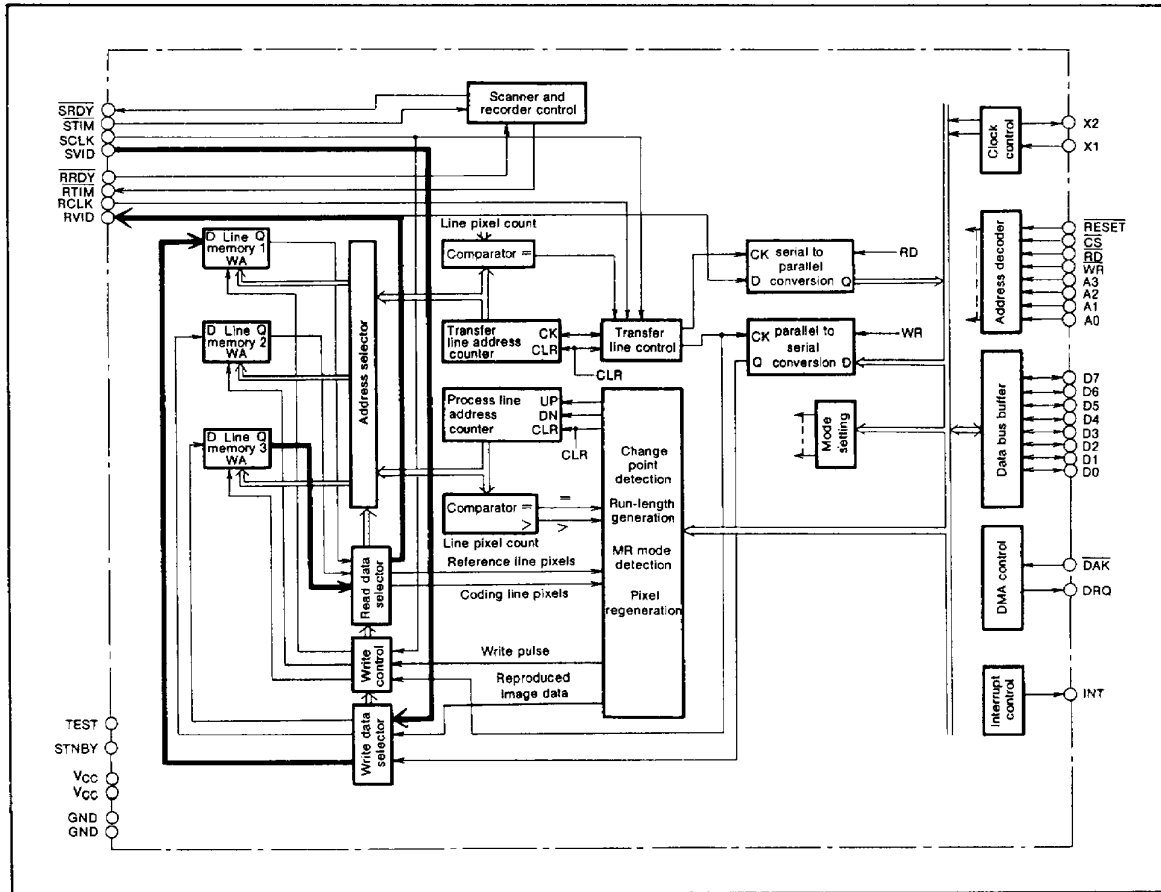 SRDY
STIM
SCLK
SVID
RRDY
RTIM
RCLK
RVID
TEST
STNBY
VCC
VCC
GND
GND
Scanner and
recorder control
D Line Q
memory 1
WA
D Line Q
memory 2
WA
D Line Q
memory 3
WA
Address selector
Read data
selector
Write
control
Write data
selector
Line pixel count
Comparator =
Transfer CK
line address
counter CLR
CLR
Transfer
line control
Process line UP
address DN
counter CLR
CLR
Comparator =
>
=
>
Line pixel count
Reference line pixels
Coding line pixels
Write pulse
Reproduced
image data
Change
point
detection
Run-length
generation
MR mode
detection
Pixel
regeneration
CK serial to
parallel
D conversion Q
RD
CK parallel to
serial
Q conversion D
WR
Mode
setting
Clock
control
Address decoder
Data bus buffer
DMA control
Interrupt
control
X2
X1
RESET
CS
RD
WR
A3
A2
A1
A0
D7
D6
D5
D4
D3
D2
D1
D0
DAK
DRQ
INT